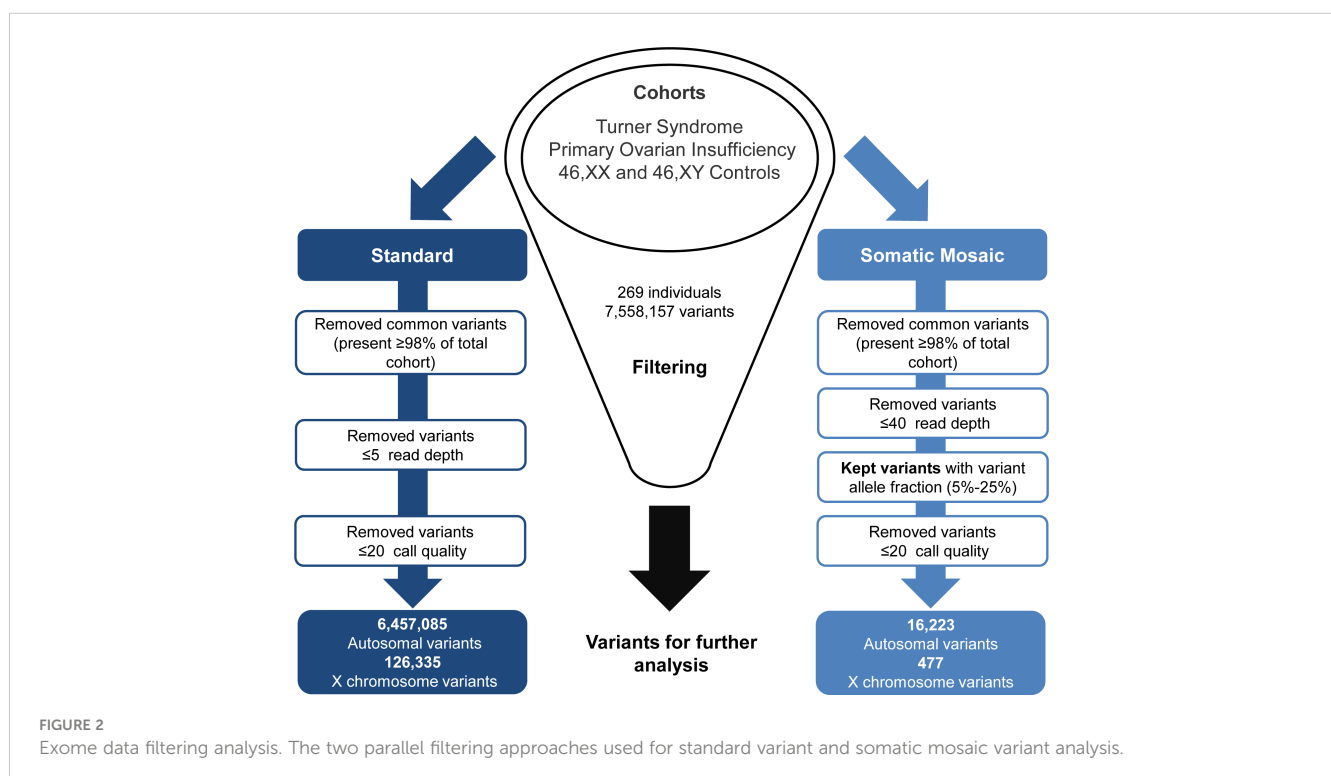 Cohorts
Turner Syndrome
Primary Ovarian Insufficiency
46,XX and 46,XY Controls
269 individuals
7,558,157 variants
Filtering
Variants for further
analysis
Standard
Removed common variants
(present ≥98% of total
cohort)
Removed variants
≤5 read depth
Removed variants
≤20 call quality
6,457,085
Autosomal variants
126,335
X chromosome variants
Somatic Mosaic
Removed common variants
(present ≥98% of total
cohort)
Removed variants
≤40 read depth
Kept variants with variant
allele fraction (5%-25%)
Removed variants
≤20 call quality
16,223
Autosomal variants
477
X chromosome variants
FIGURE 2
Exome data filtering analysis. The two parallel filtering approaches used for standard variant and somatic mosaic variant analysis.